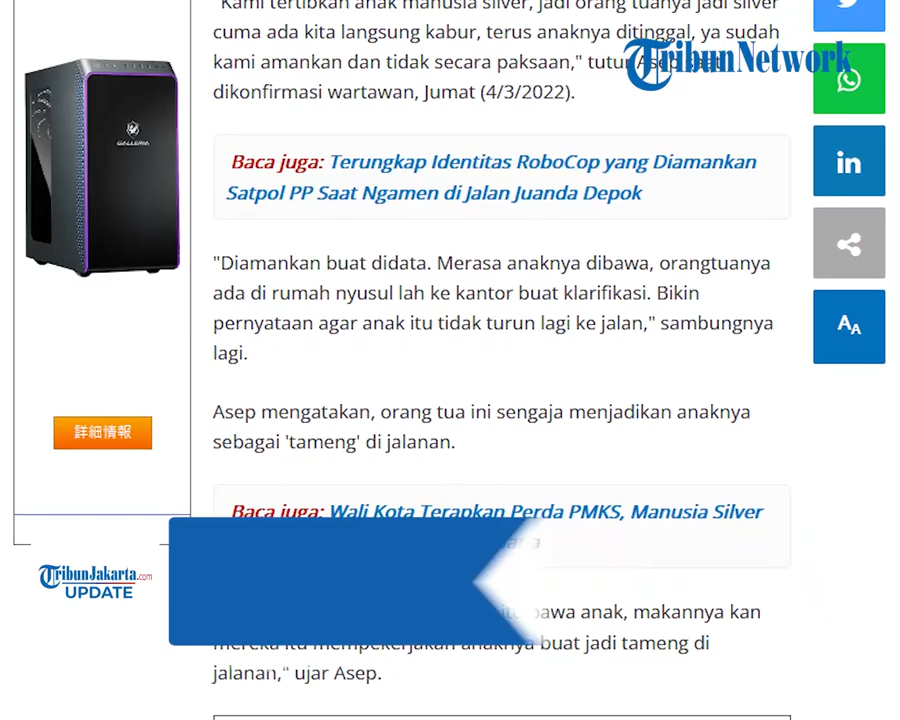 "Kami tertibkan anak manusia silver, jadi orang tuanya jadi silver
cuma ada kita langsung kabur, terus anaknya ditinggal, ya sudah
kami amankan dan tidak secara paksaan," tutur Asep saat
dikonfirmasi wartawan, Jumat (4/3/2022).
TribunNetwork
GALLERIA
Baca juga: Terungkap Identitas RoboCop yang Diamankan
Satpol PP Saat Ngamen di Jalan Juanda Depok
in
"Diamankan buat didata. Merasa anaknya dibawa, orangtuanya
ada di rumah nyusul lah ke kantor buat klarifikasi. Bikin
pernyataan agar anak itu tidak turun lagi ke jalan," sambungnya
lagi.
AA
Asep mengatakan, orang tua ini sengaja menjadikan anaknya
sebagai 'tameng' di jalanan.
詳細情報
Baca juga: Wali Kota Terapkan Perda PMKS, Manusia Silver
TribunJakarta.com
UPDATE
bawa anak, makannya kan
mereka itu mempekerjakan anaknya buat jadi tameng di
jalanan," ujar Asep.